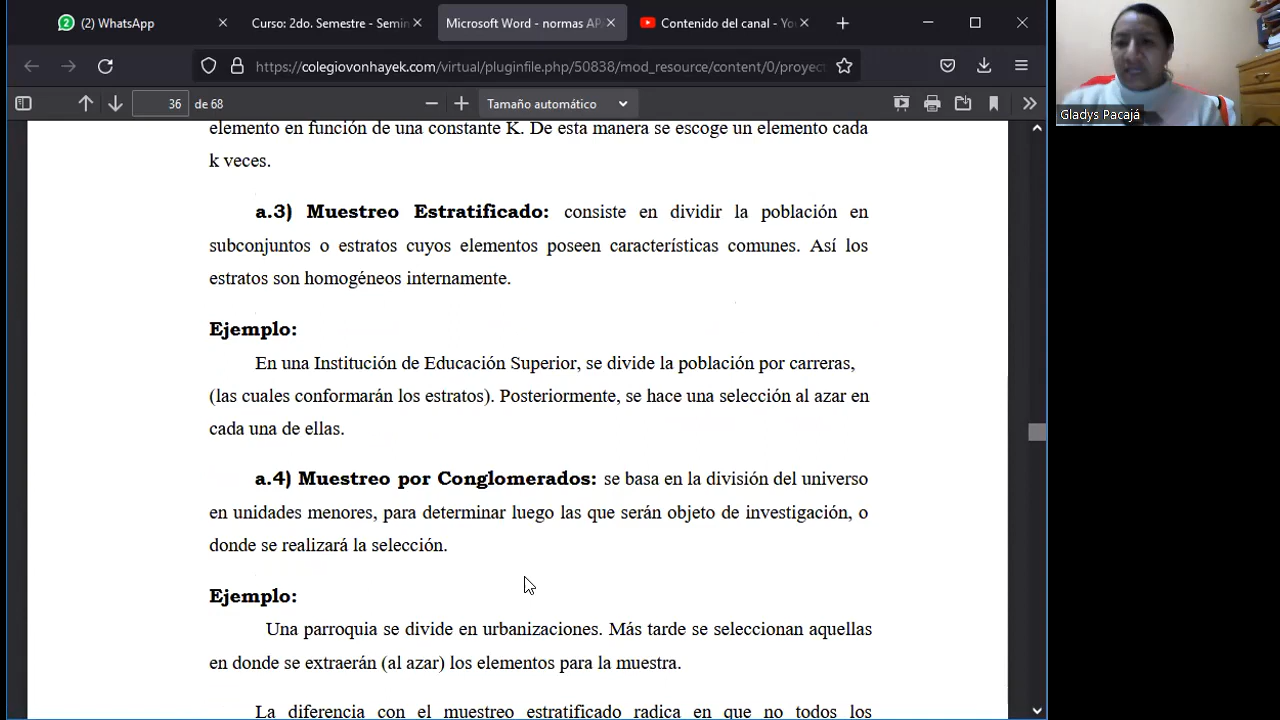 (2) WhatsApp
Curso: 2do. Semestre - Semin
Microsoft Word - normas AP
Contenido del canal - Yo
https://colegiovonhayek.com/virtual/pluginfile.php/50838/mod_resource/content/0/proyect
36 de 68
Tamaño automático
Gladys Pacajá
elemento en función de una constante K. De esta manera se escoge un elemento cada
k veces.
a.3) Muestreo Estratificado: consiste en dividir la población en
subconjuntos o estratos cuyos elementos poseen características comunes. Así los
estratos son homogéneos internamente.
Ejemplo:
En una Institución de Educación Superior, se divide la población por carreras,
(las cuales conformarán los estratos). Posteriormente, se hace una selección al azar en
cada una de ellas.
a.4) Muestreo por Conglomerados: se basa en la división del universo
en unidades menores, para determinar luego las que serán objeto de investigación, o
donde se realizará la selección.
Ejemplo:
Una parroquia se divide en urbanizaciones. Más tarde se seleccionan aquellas
en donde se extraerán (al azar) los elementos para la muestra.
La diferencia con el muestreo estratificado radica en que no todos los